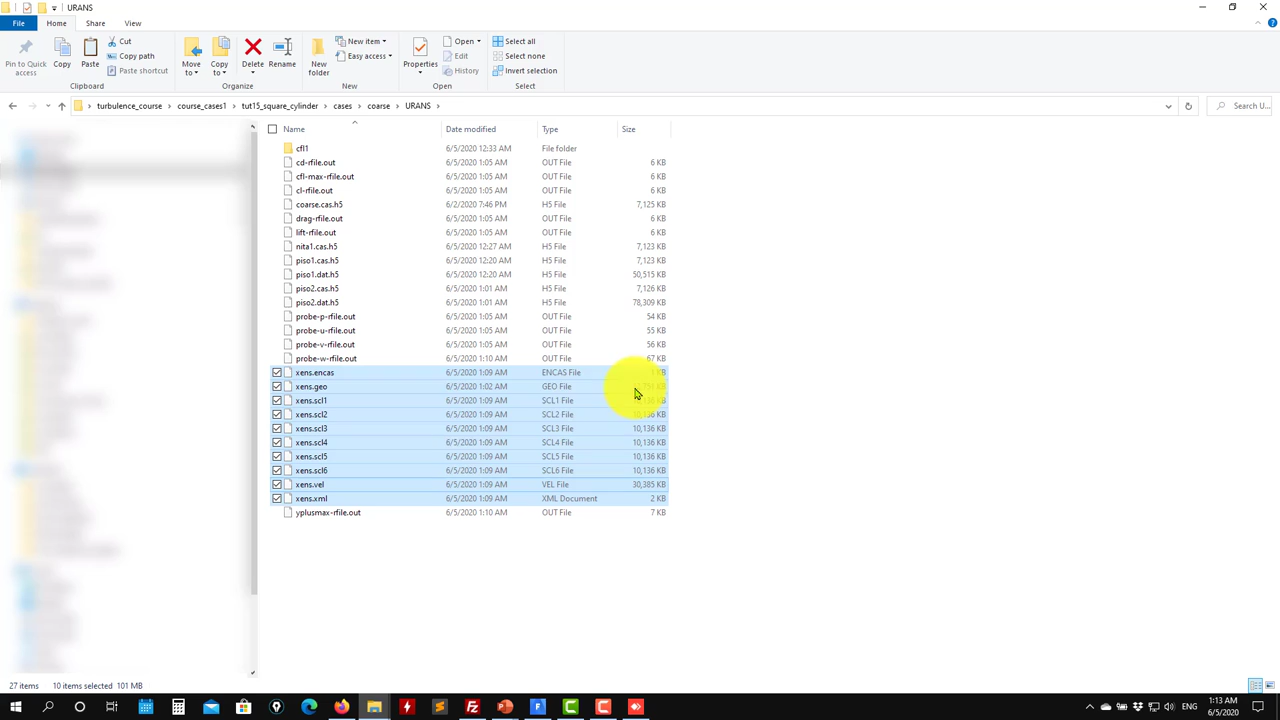 URANS
File Home Share View
Pin to Quick access
Copy
Paste
Cut
Copy path
Paste shortcut
Clipboard
Move to
Copy to
Delete
Rename
Organize
New folder
New item
Easy access
New
Properties
Open
Edit
History
Open
Select all
Select none
Invert selection
Select
turbulence_course > course_cases1 > tut15_square_cylinder > cases > coarse > URANS >
Search U...
Name Date modified Type Size
cfl1 6/5/2020 12:33 AM File folder
cd-rfile.out 6/5/2020 1:05 AM OUT File 6 KB
cfl-max-rfile.out 6/5/2020 1:05 AM OUT File 6 KB
cl-rfile.out 6/5/2020 1:05 AM OUT File 6 KB
coarse.cas.h5 6/2/2020 7:46 PM H5 File 7,125 KB
drag-rfile.out 6/5/2020 1:05 AM OUT File 6 KB
lift-rfile.out 6/5/2020 1:05 AM OUT File 6 KB
nita1.cas.h5 6/5/2020 12:27 AM H5 File 7,123 KB
piso1.cas.h5 6/5/2020 12:20 AM H5 File 7,123 KB
piso1.dat.h5 6/5/2020 12:20 AM H5 File 50,515 KB
piso2.cas.h5 6/5/2020 1:01 AM H5 File 7,126 KB
piso2.dat.h5 6/5/2020 1:01 AM H5 File 78,309 KB
probe-p-rfile.out 6/5/2020 1:05 AM OUT File 54 KB
probe-u-rfile.out 6/5/2020 1:05 AM OUT File 55 KB
probe-v-rfile.out 6/5/2020 1:05 AM OUT File 56 KB
probe-w-rfile.out 6/5/2020 1:10 AM OUT File 67 KB
xens.encas 6/5/2020 1:09 AM ENCAS File 1 KB
xens.geo 6/5/2020 1:02 AM GEO File KB
xens.scl1 6/5/2020 1:09 AM SCL1 File KB
xens.scl2 6/5/2020 1:09 AM SCL2 File 10,136 KB
xens.scl3 6/5/2020 1:09 AM SCL3 File 10,136 KB
xens.scl4 6/5/2020 1:09 AM SCL4 File 10,136 KB
xens.scl5 6/5/2020 1:09 AM SCL5 File 10,136 KB
xens.scl6 6/5/2020 1:09 AM SCL6 File 10,136 KB
xens.vel 6/5/2020 1:09 AM VEL File 30,385 KB
xens.xml 6/5/2020 1:09 AM XML Document 2 KB
yplusmax-rfile.out 6/5/2020 1:10 AM OUT File 7 KB
27 items 10 items selected 101 MB
ENG
1:13 AM
6/5/2020